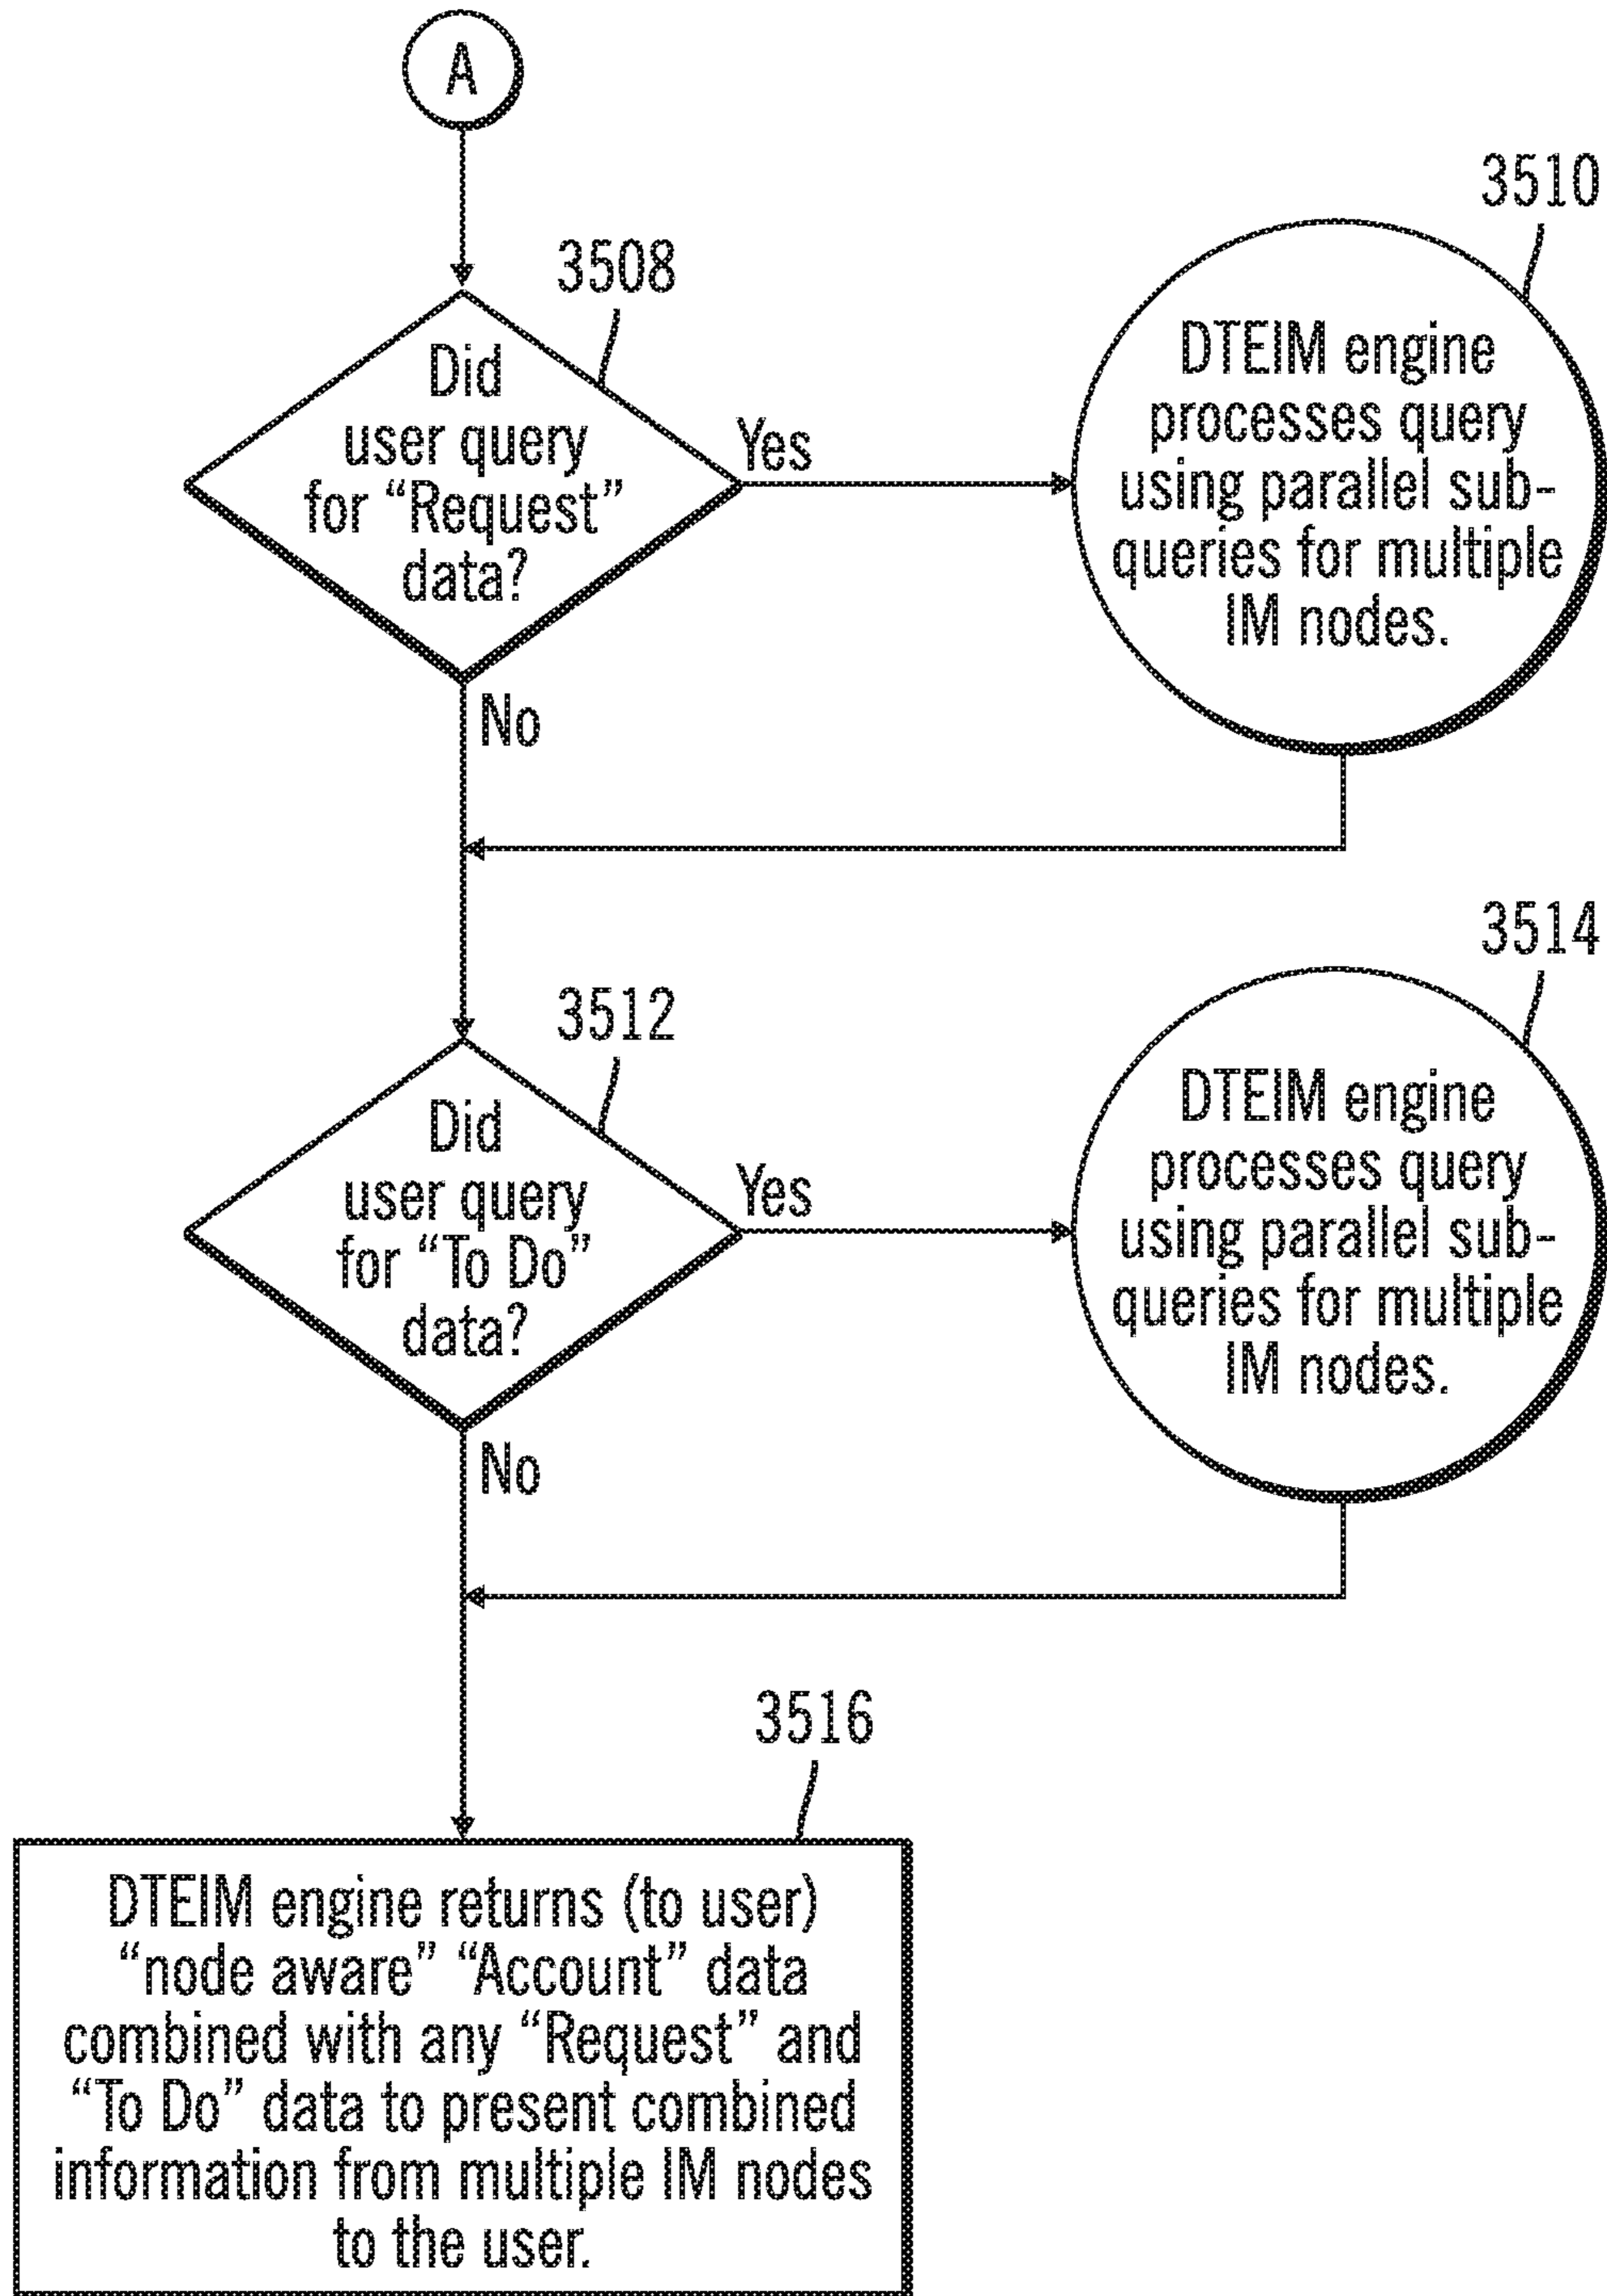 A
3508
Did
user query
for “Request”
data?
Yes
No
3510
DTEIM engine
processes query
using parallel sub-
queries for multiple
IM nodes.
3512
Did
user query
for “To Do”
data?
Yes
No
3514
DTEIM engine
processes query
using parallel sub-
queries for multiple
IM nodes.
3516
DTEIM engine returns (to user)
“node aware” “Account” data
combined with any “Request” and
“To Do” data to present combined
information from multiple IM nodes
to the user.